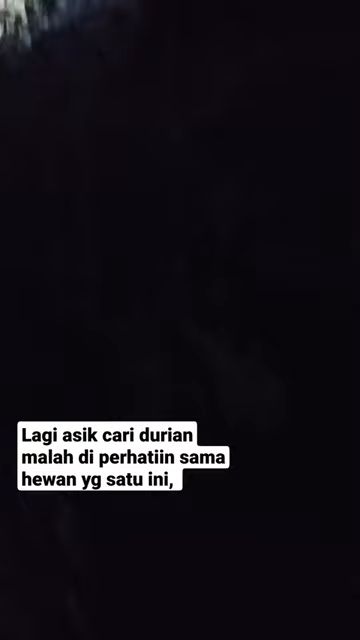 Lagi asik cari durian
malah di perhatiin sama
hewan yg satu ini,